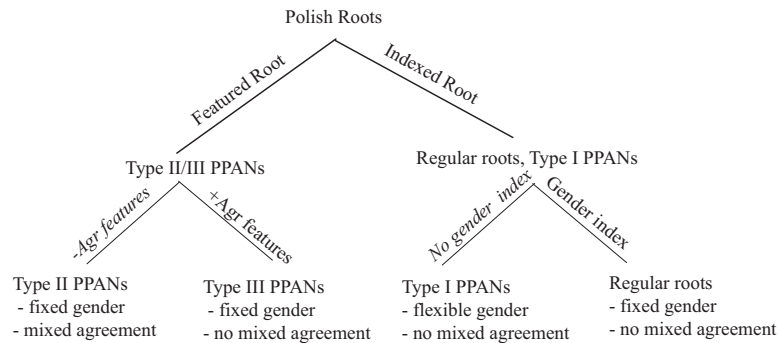 Polish Roots
Featured Root
Indexed Root
Type II/III PPANs
Regular roots, Type I PPANs
-Agr features
+Agr features
No gender index
Gender index
Type II PPANs
- fixed gender
- mixed agreement
Type III PPANs
- fixed gender
- no mixed agreement
Type I PPANs
- flexible gender
- no mixed agreement
Regular roots
- fixed gender
- no mixed agreement